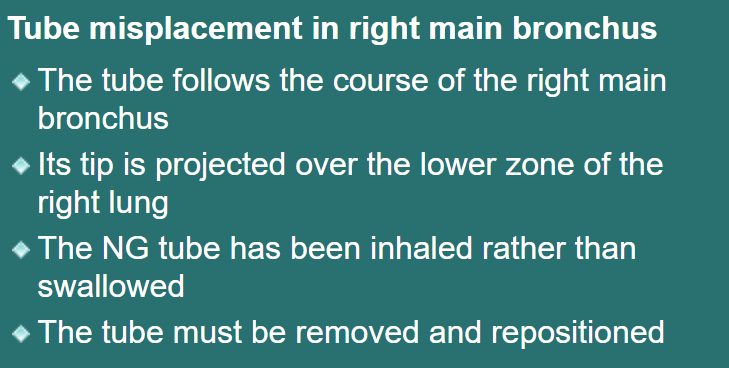 Tube misplacement in right main bronchus
The tube follows the course of the right main
bronchus
Its tip is projected over the lower zone of the
right lung
The NG tube has been inhaled rather than
swallowed
The tube must be removed and repositioned